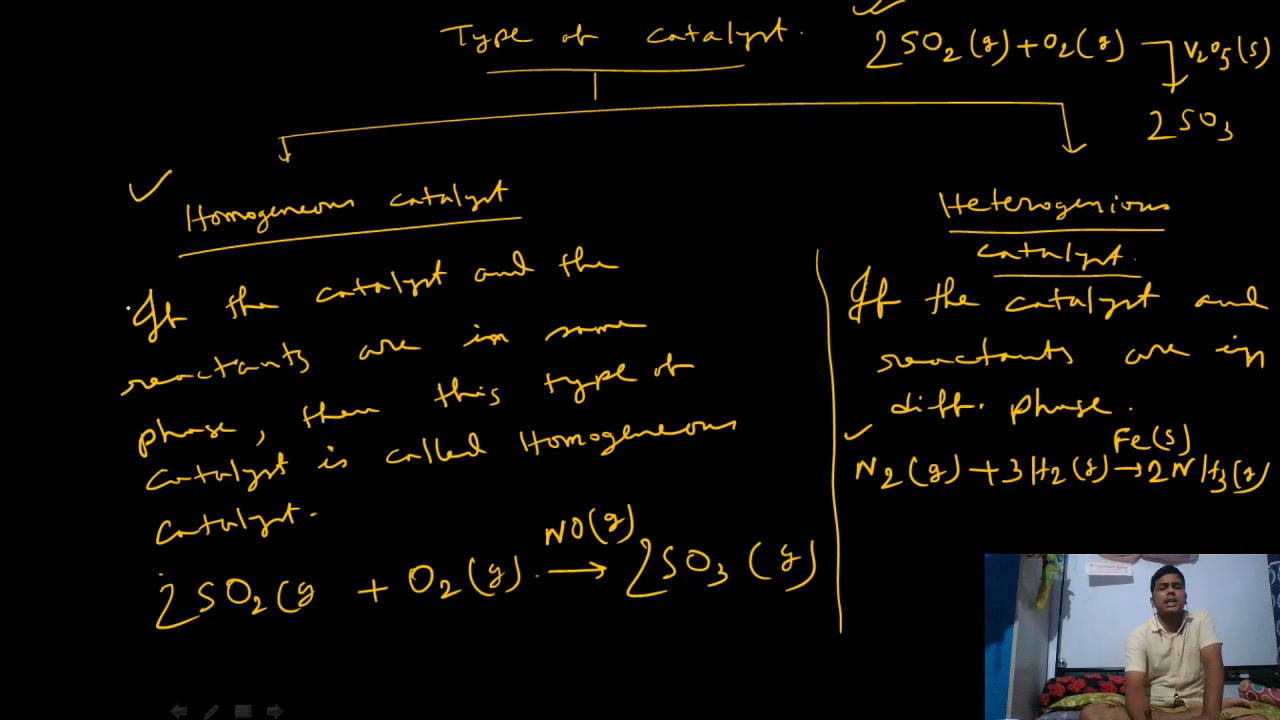 Type of catalyst.
2SO2(g)+O2(g) V2O5(s)
2SO3
Homogeneous catalyst
If the catalyst and the
reactants are in same
phase, then this type of
catalyst is called Homogeneous
catalyst.
NO(g)
2SO2(g + O2(g). → 2SO3(g)
Heterogenious
catalyst.
If the catalyst and
reactants are in
diff. phase.
Fe(s)
N2(g)+3H2(g)→2NH3(g)